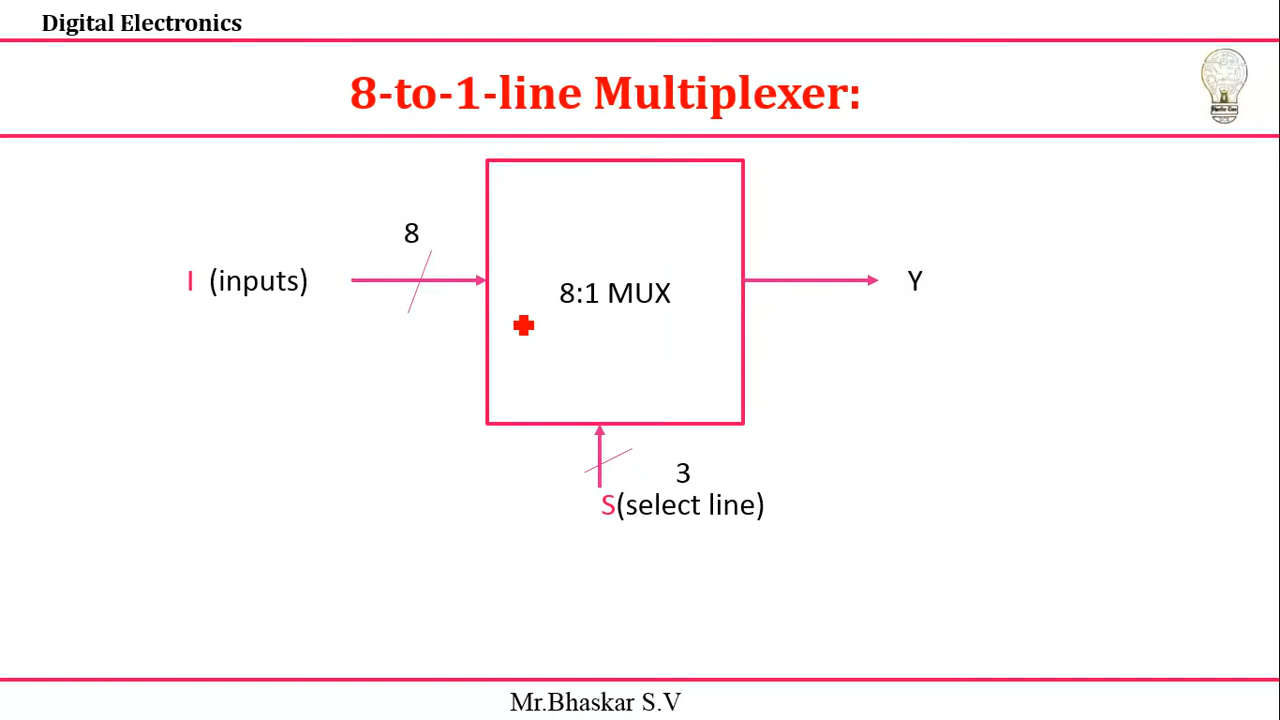 Digital Electronics
8-to-1-line Multiplexer:
8
I (inputs)
8:1 MUX
Y
3
S(select line)
Mr.Bhaskar S.V